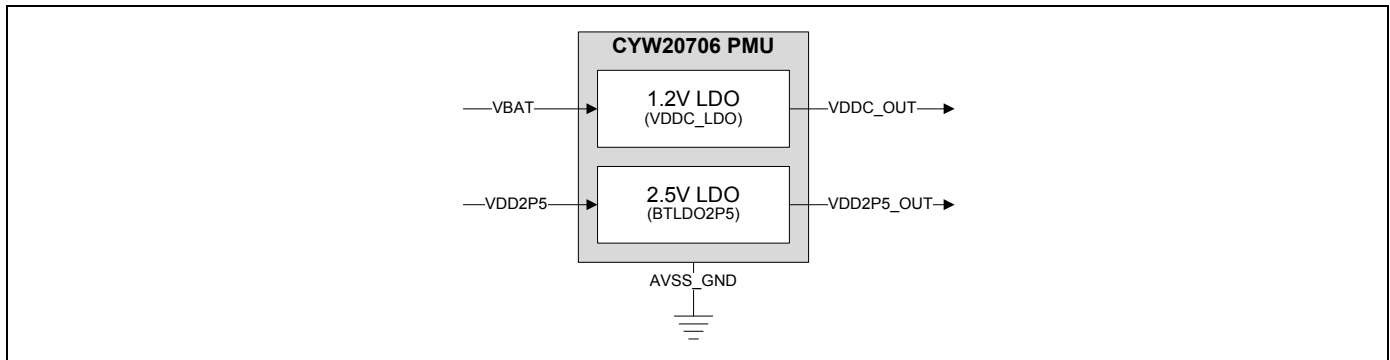 CYW20706 PMU
VBAT
1.2V LDO
(VDDC_LDO)
VDDC_OUT
VDD2P5
2.5V LDO
(BTLDO2P5)
VDD2P5_OUT
AVSS_GND